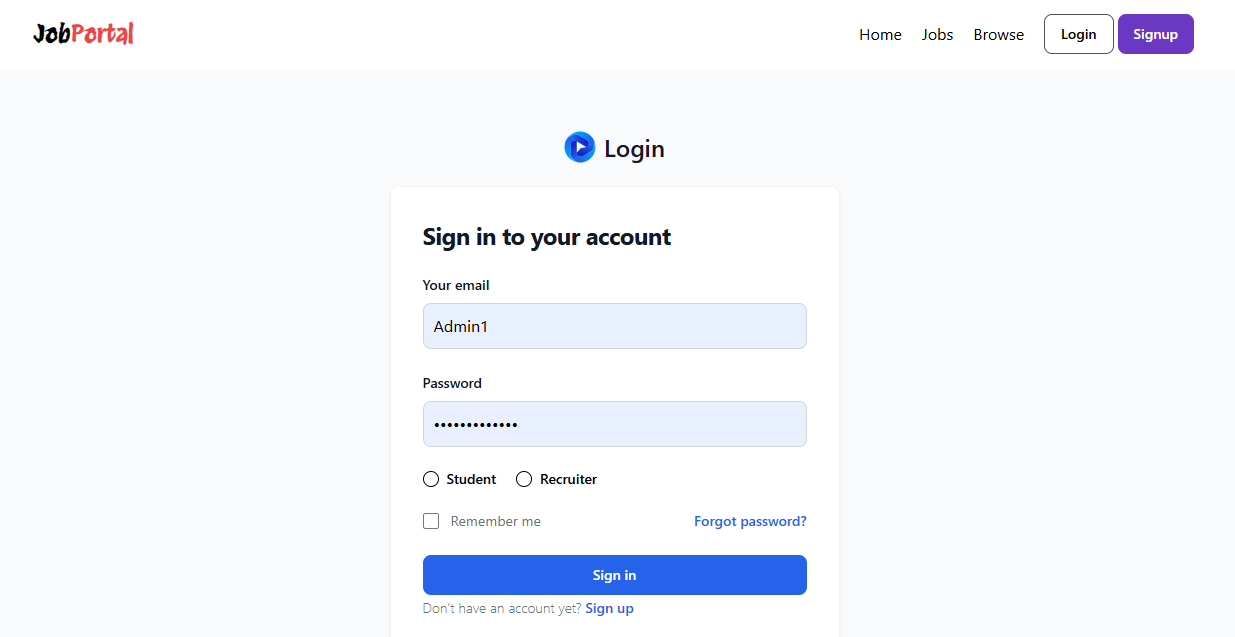 JobPortal
Home Jobs Browse Login Signup
Login
Sign in to your account
Your email
Admin1
Password
•••••••••••••
Student Recruiter
Remember me Forgot password?
Sign in
Don't have an account yet? Sign up